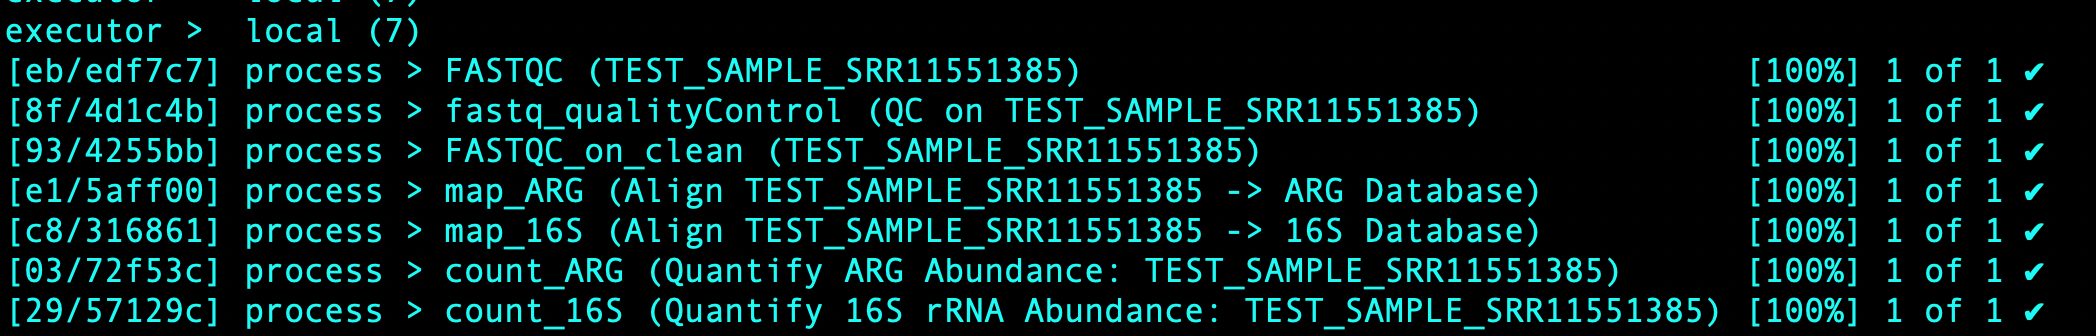 executor >  local (7)
executor >  local (7)
[eb/edf7c7] process > FASTQC (TEST_SAMPLE_SRR11551385)                                  [100%] 1 of 1 ✔
[8f/4d1c4b] process > fastq_qualityControl (QC on TEST_SAMPLE_SRR11551385)              [100%] 1 of 1 ✔
[93/4255bb] process > FASTQC_on_clean (TEST_SAMPLE_SRR11551385)                         [100%] 1 of 1 ✔
[e1/5aff00] process > map_ARG (Align TEST_SAMPLE_SRR11551385 -> ARG Database)           [100%] 1 of 1 ✔
[c8/316861] process > map_16S (Align TEST_SAMPLE_SRR11551385 -> 16S Database)           [100%] 1 of 1 ✔
[03/72f53c] process > count_ARG (Quantify ARG Abundance: TEST_SAMPLE_SRR11551385)       [100%] 1 of 1 ✔
[29/57129c] process > count_16S (Quantify 16S rRNA Abundance: TEST_SAMPLE_SRR11551385) [100%] 1 of 1 ✔